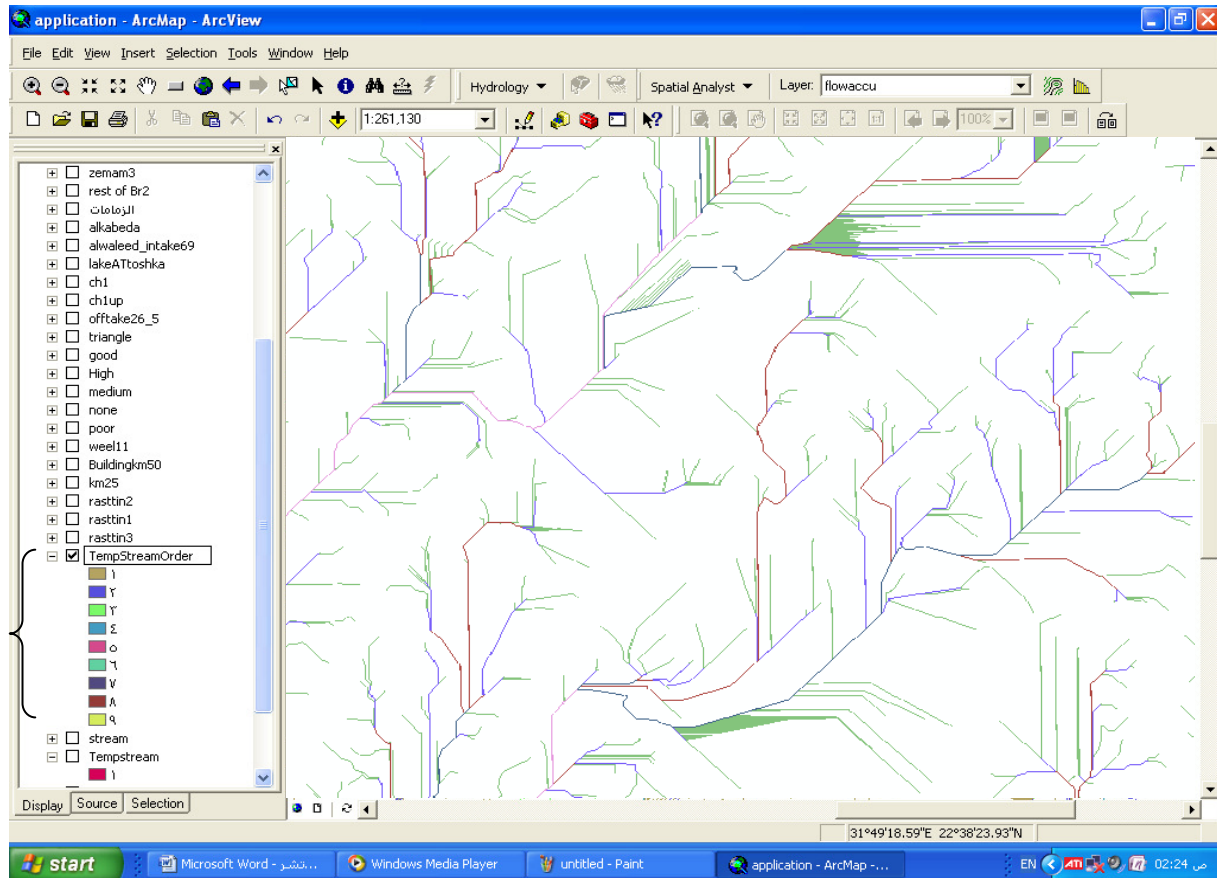 application - ArcMap - ArcView
File Edit View Insert Selection Tools Window Help
Hydrology Spatial Analyst Layer: flowaccu
1:261,130 100%
zemam3
rest of Br2
الزمامات
alkabeda
alwaleed_intake69
lakeATtoshka
ch1
ch1up
offtake26_5
triangle
good
High
medium
none
poor
weel11
Buildingkm50
km25
rasttin2
rasttin1
rasttin3
TempStreamOrder
١
٢
٣
٤
٥
٦
٧
٨
٩
stream
Tempstream
١
Display Source Selection
31°49'18.59"E 22°38'23.93"N
start Microsoft Word - تتشر... Windows Media Player untitled - Paint application - ArcMap -... EN ATI 02:24 ص